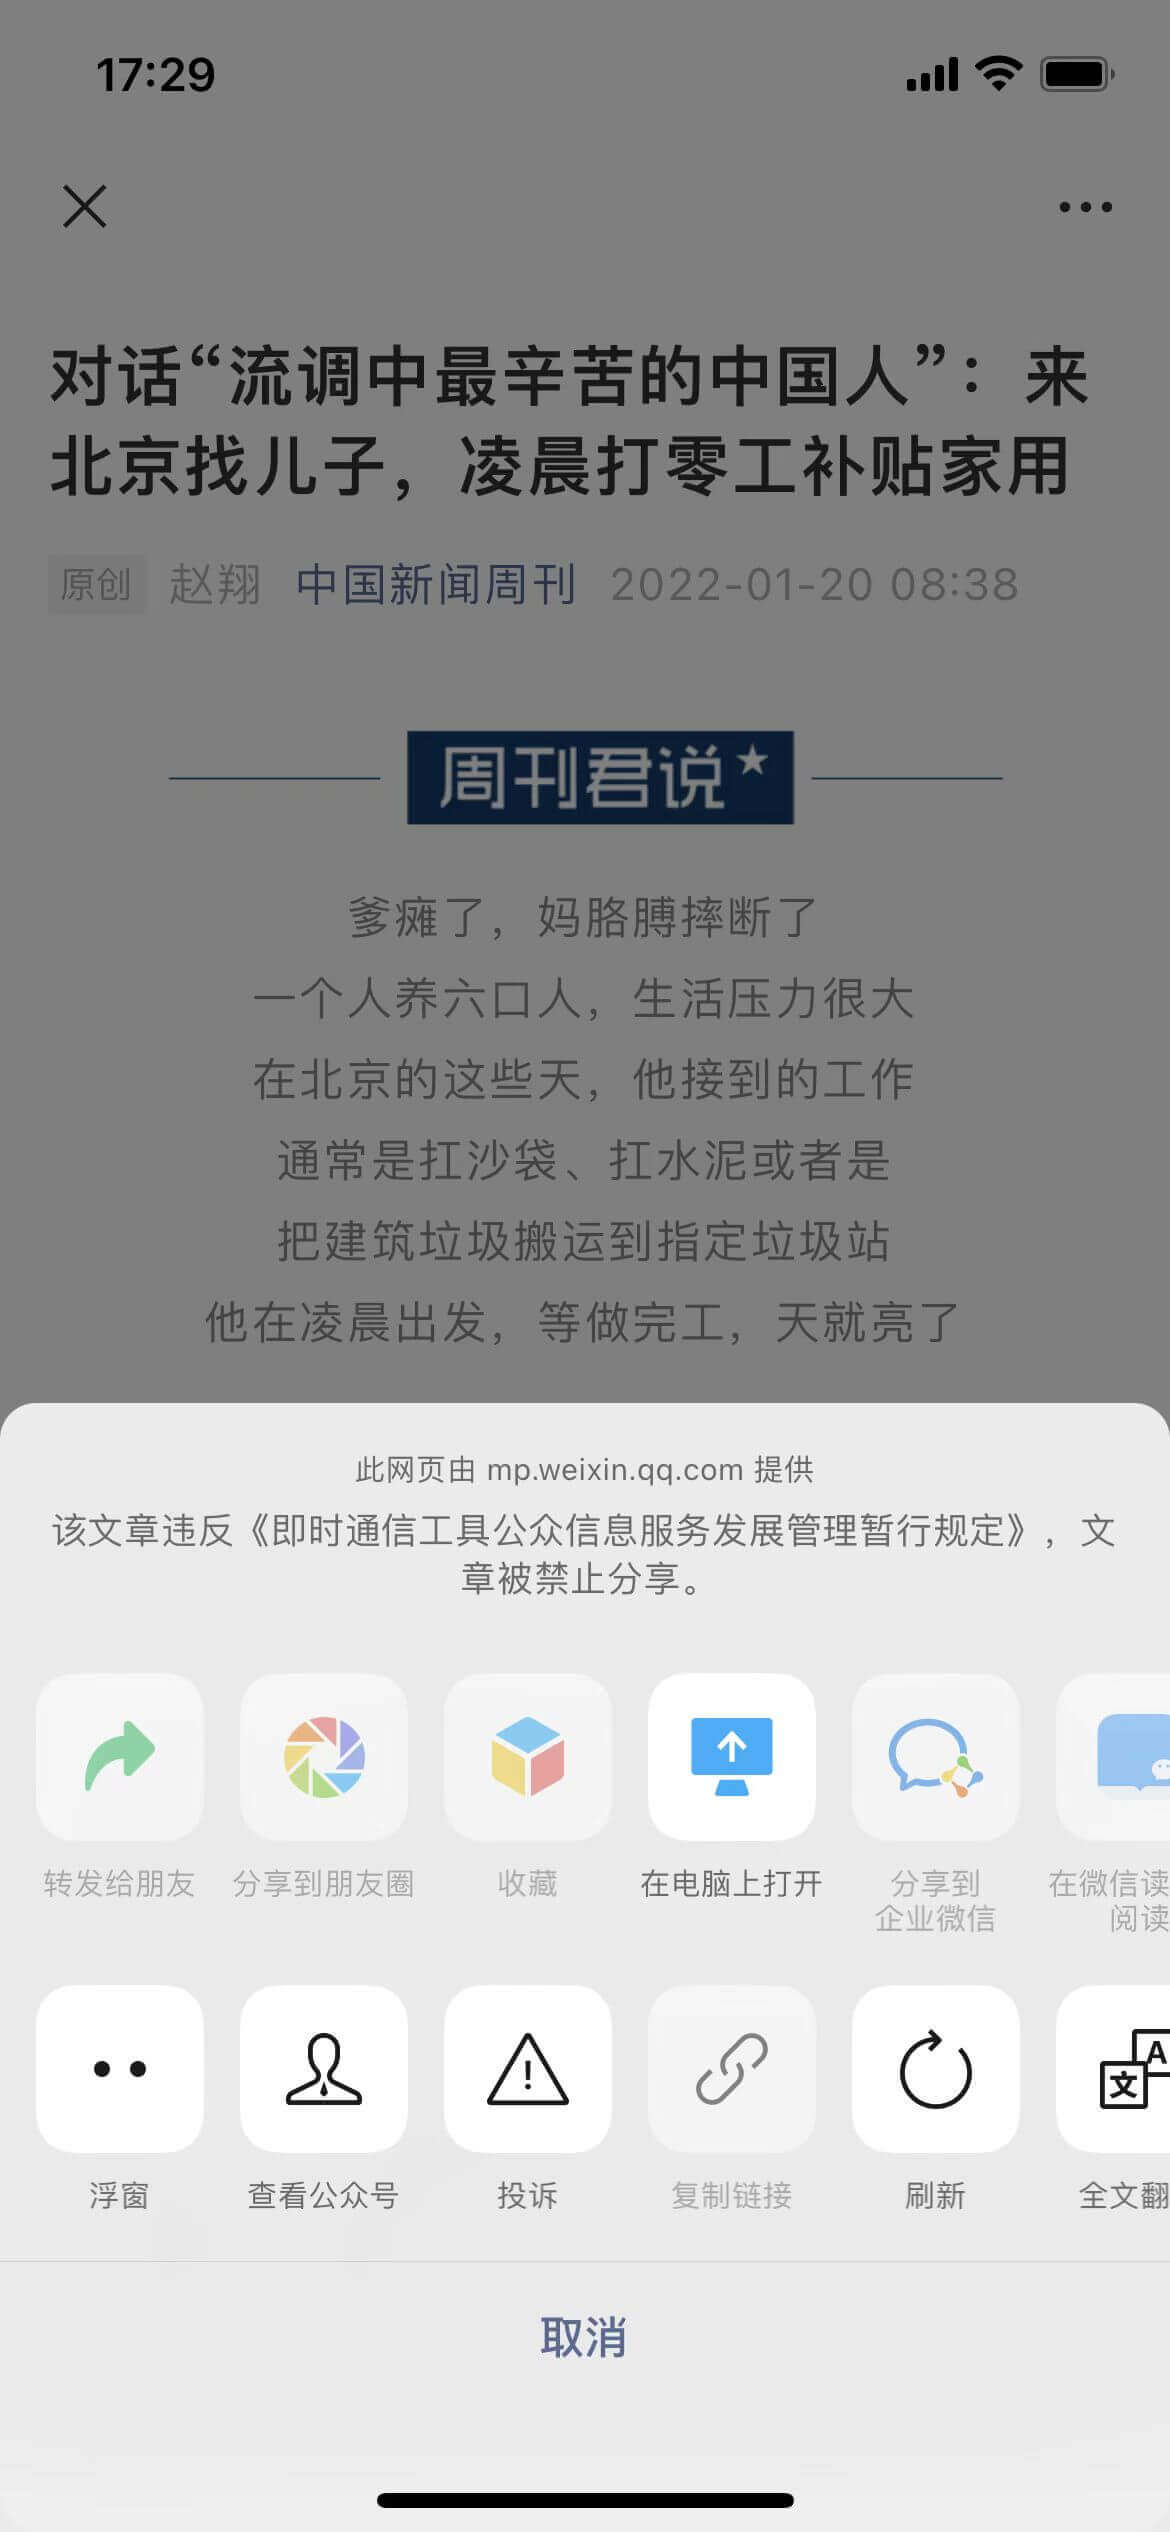 17:29
对话“流调中最辛苦的中国人”：来
北京找儿子，凌晨打零工补贴家用
原创 赵翔 中国新闻周刊 2022-01-20 08:38
周刊君说
爹瘫了，妈胳膊摔断了
一个人养六口人，生活压力很大
在北京的这些天，他接到的工作
通常是扛沙袋、扛水泥或者是
把建筑垃圾搬运到指定垃圾站
他在凌晨出发，等做完工，天就亮了
此网页由 mp.weixin.qq.com 提供
该文章违反《即时通信工具公众信息服务发展管理暂行规定》，文
章被禁止分享。
转发给朋友
分享到朋友圈
收藏
在电脑上打开
分享到
企业微信
在微信读
阅读
浮窗
查看公众号
投诉
复制链接
刷新
全文翻
取消